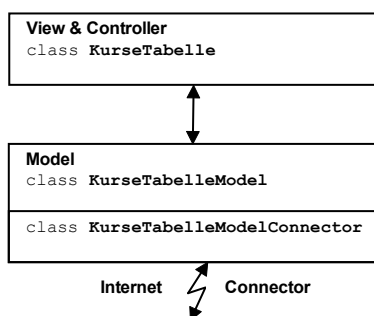 View & Controller
class KurseTabelle
Model
class KurseTabelleModel
class KurseTabelleModelConnector
Internet Connector